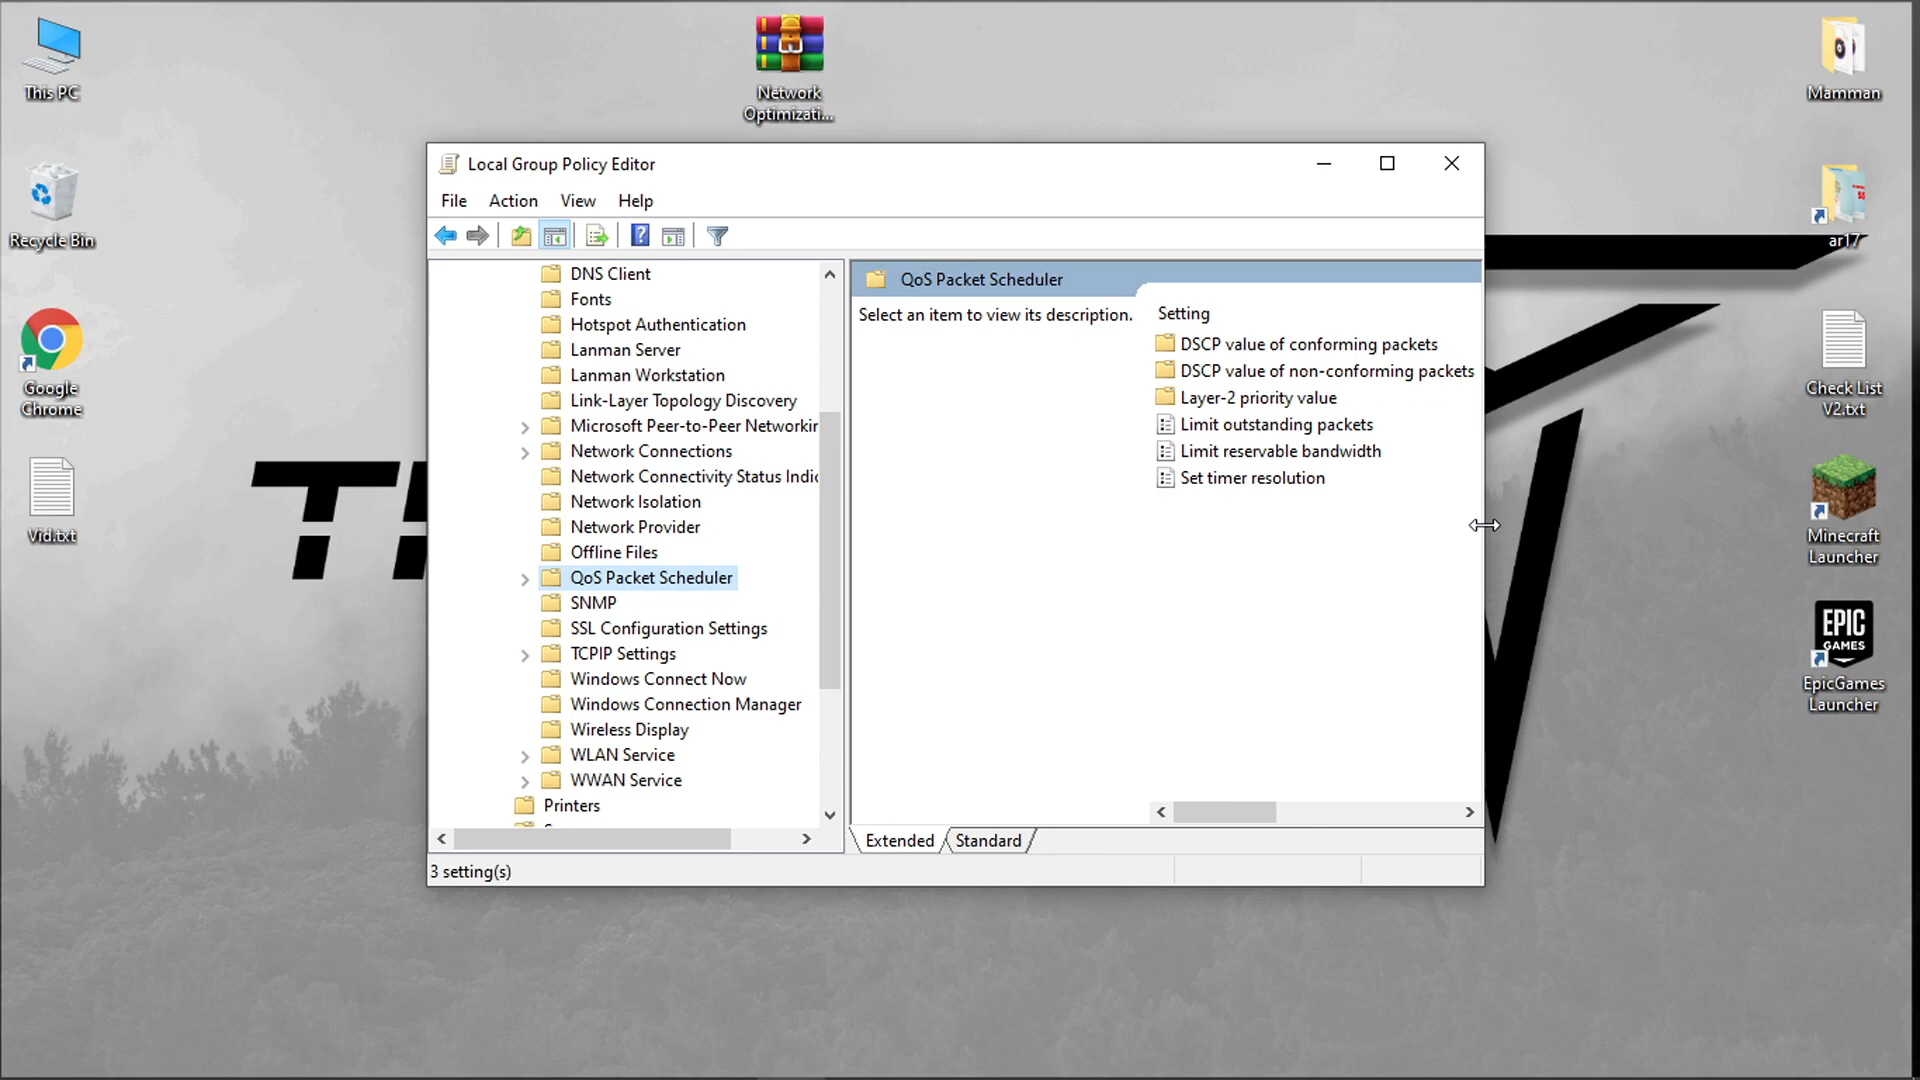 This PC
Recycle Bin
Google
Chrome
Vid.txt
Network
Optimizati...
Mamman
ar17
Check List
V2.txt
Minecraft
Launcher
EPIC
GAMES
EpicGames
Launcher
Local Group Policy Editor
File Action View Help
DNS Client
Fonts
Hotspot Authentication
Lanman Server
Lanman Workstation
Link-Layer Topology Discovery
Microsoft Peer-to-Peer Networkin
Network Connections
Network Connectivity Status Indic
Network Isolation
Network Provider
Offline Files
QoS Packet Scheduler
SNMP
SSL Configuration Settings
TCPIP Settings
Windows Connect Now
Windows Connection Manager
Wireless Display
WLAN Service
WWAN Service
Printers
QoS Packet Scheduler
Select an item to view its description.
Setting
DSCP value of conforming packets
DSCP value of non-conforming packets
Layer-2 priority value
Limit outstanding packets
Limit reservable bandwidth
Set timer resolution
Extended Standard
3 setting(s)